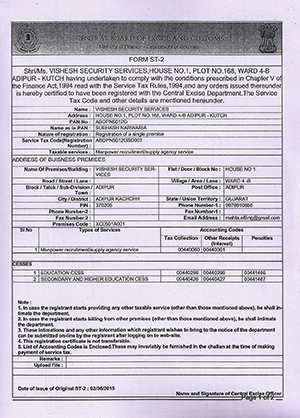 CENTRAL BOARD OF EXCISE AND CUSTOMS
FORM ST-2
Shri/Ms. VISHESH SECURITY SERVICES,HOUSE NO.1, PLOT NO.168, WARD 4-B
ADIPUR - KUTCH having undertaken to comply with the conditions prescribed in Chapter V of
the Finance Act,1994 read with the Service Tax Rules,1994,and any orders issued thereunder
is hereby certified to have been registered with the Central Excise Department.The Service
Tax Code and other details are mentioned hereunder.
Name : VISHESH SECURITY SERVICES
Address : HOUSE NO.1, PLOT NO.168, WARD 4-B ADIPUR - KUTCH
PAN No
Name as in PAN : SUBHASH NARWARIA
Nature of registration : Registration of a single premise
Service Tax Code(Registration Number) :
Taxable services : Manpower recruitment/supply agency service
ADDRESS OF BUSINESS PREMISES
Name Of Premises/Building : VISHESH SECURITY SERVICES Flat / Door / Block No : HOUSE NO 1
Road / Street / Lane : Village / Area / Lane : WARD 4-B
Block / Taluk / Sub-Division / Town : ADIPUR Post Office : ADIPUR
City / District : ADIPUR KACHCHH State / Union Territory : GUJARAT
PIN : 370205 Phone Number-1 :
Phone Number-2 : Fax Number-1 :
Fax Number 2 Email Address :
Premises Code :
Sl No Types of Services Accounting Codes
Tax Collection Other Receipts (Interest) Penalties
1 Manpower recruitment/supply agency service 00440060 00440061
CESSES
1 EDUCATION CESS 00440298
2 SECONDARY AND HIGHER EDUCATION CESS 00440426 00440427
Note :
1. In case the registrant starts providing any other taxable service (other than those mentioned above), he shall in-
timate the department.
2. In case the registrant starts billing from other premises (other than those mentioned above), he shall intimate
the department.
3. These intimations and any other information which registrant wishes to bring to the notice of the department
can be submitted online by the registrant after logging on to web-site.
4. This registration certificate is not transferable.
5. List of Accounting Codes is Enclosed.These may invariably be furnished in the challan at the time of making
payment of service tax.
Remarks :
Upload File :
Page 1 of 2
Date of Issue of Original ST-2 : 02/06/2015
Name and Signature of Central Excise Officer